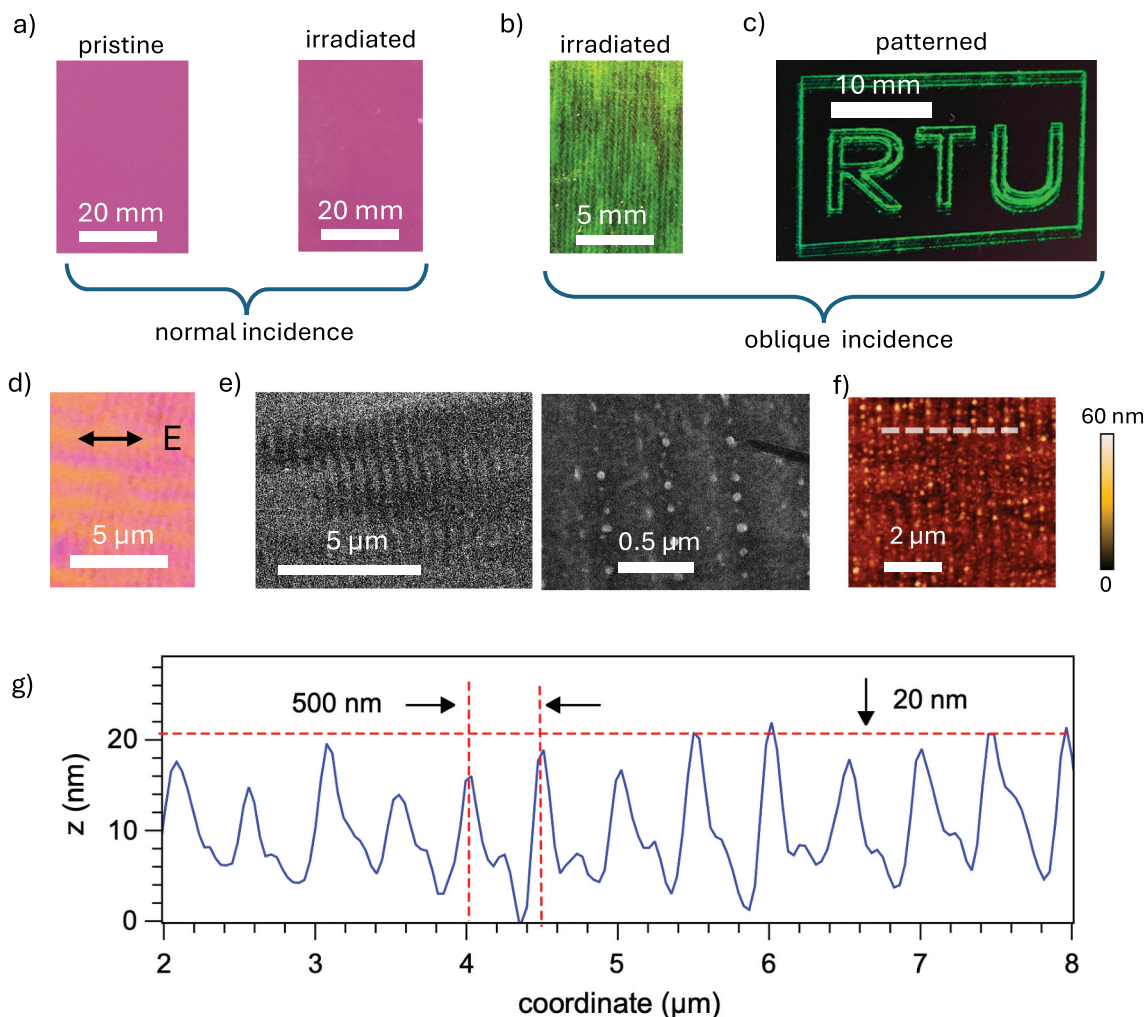 a)
pristine
irradiated
20 mm
20 mm
normal incidence
b)
irradiated
5 mm
c)
patterned
10 mm
RTU
oblique  incidence
d)
E
5 µm
e)
5 µm
0.5 µm
f)
2 µm
60 nm
0
g)
500 nm
20 nm
z (nm)
20
10
0
2 3 4 5 6 7 8
coordinate (µm)